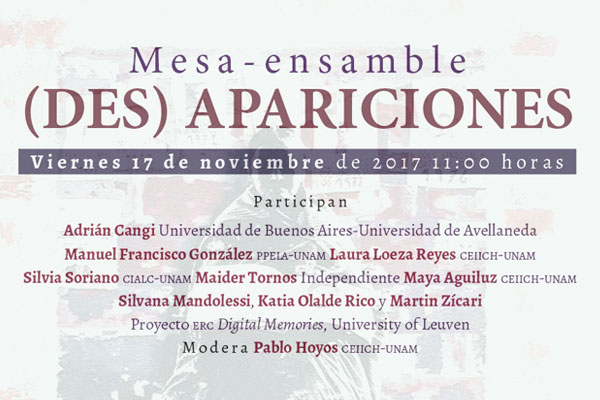 Mesa-ensamble
(DES) APARICIONES
Viernes 17 de noviembre de 2017 11:00 horas
Participan
Adrián Cangi Universidad de Buenos Aires-Universidad de Avellaneda
Manuel Francisco González PPELA-UNAM Laura Loeza Reyes CEIICH-UNAM
Silvia Soriano CIALC-UNAM Maider Tornos Independiente Maya Aguiluz CEIICH-UNAM
Silvana Mandolessi, Katia Olalde Rico y Martin Zícari
Proyecto ERC Digital Memories, University of Leuven
Modera Pablo Hoyos CEIICH-UNAM